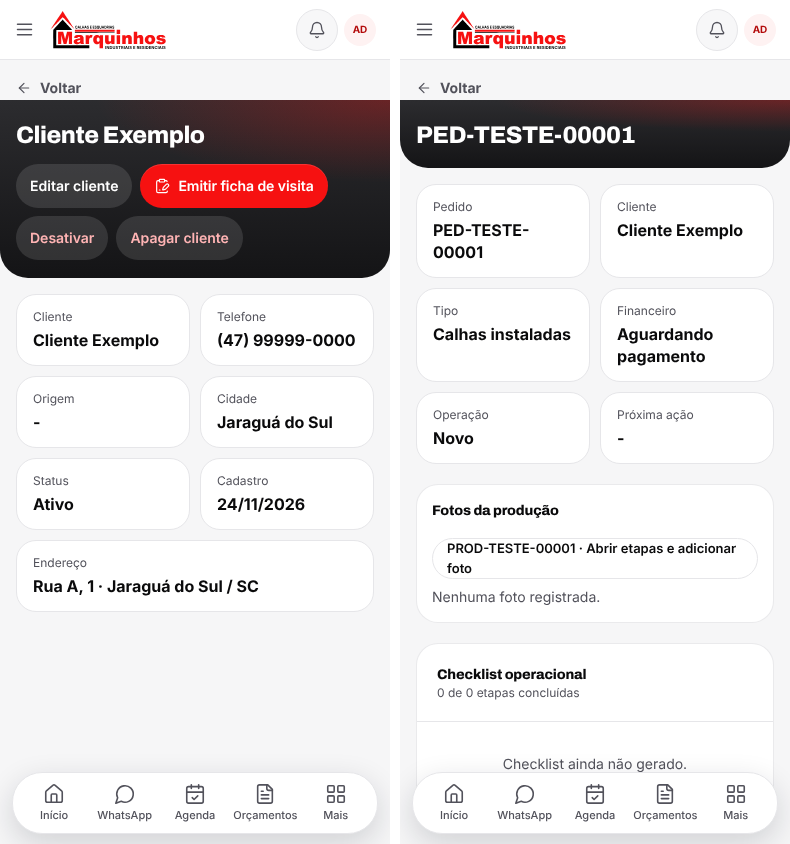 CALHAS E ESQUADRIAS
Marquinhos
INDUSTRIAIS E RESIDENCIAIS
AD
Voltar
Cliente Exemplo
Editar cliente
Emitir ficha de visita
Desativar
Apagar cliente
Cliente
Cliente Exemplo
Telefone
(47) 99999-0000
Origem
-
Cidade
Jaraguá do Sul
Status
Ativo
Cadastro
24/11/2026
Endereço
Rua A, 1 · Jaraguá do Sul / SC
Início
WhatsApp
Agenda
Orçamentos
Mais
CALHAS E ESQUADRIAS
Marquinhos
INDUSTRIAIS E RESIDENCIAIS
AD
Voltar
PED-TESTE-00001
Pedido
PED-TESTE-
00001
Cliente
Cliente Exemplo
Tipo
Calhas instaladas
Financeiro
Aguardando
pagamento
Operação
Novo
Próxima ação
-
Fotos da produção
PROD-TESTE-00001 · Abrir etapas e adicionar
foto
Nenhuma foto registrada.
Checklist operacional
0 de 0 etapas concluídas
Checklist ainda não gerado.
Início
WhatsApp
Agenda
Orçamentos
Mais